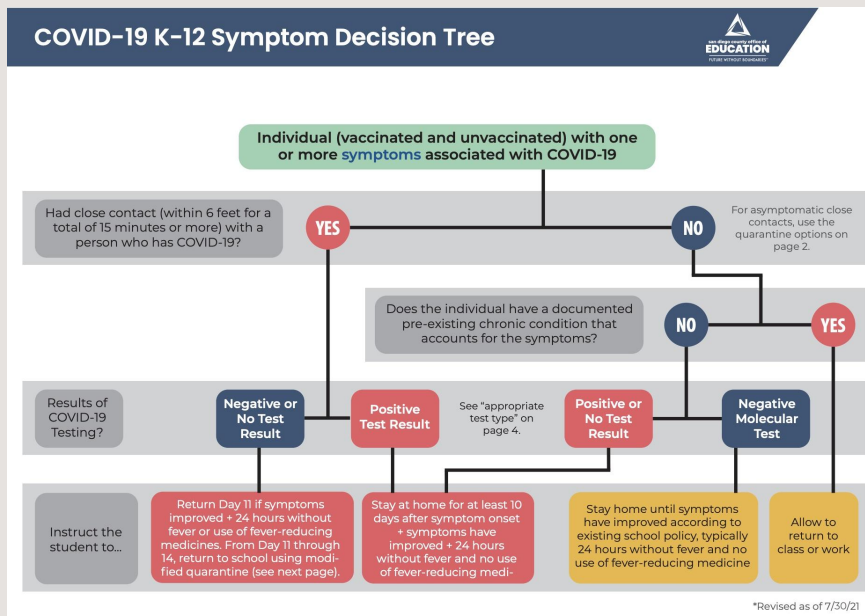 COVID-19 K-12 Symptom Decision Tree
san diego county office of
EDUCATION
FUTURE WITHOUT BOUNDARIES™
Individual (vaccinated and unvaccinated) with one
or more symptoms associated with COVID-19
Had close contact (within 6 feet for a
total of 15 minutes or more) with a
person who has COVID-19?
YES
NO
For asymptomatic close
contacts, use the
quarantine options on
page 2.
Does the individual have a documented
pre-existing chronic condition that
accounts for the symptoms?
NO
YES
Results of
COVID-19
Testing?
Negative or
No Test
Result
Positive
Test Result
See “appropriate
test type” on
page 4.
Positive or
No Test
Result
Negative
Molecular
Test
Instruct the
student to...
Return Day 11 if symptoms
improved + 24 hours without
fever or use of fever-reducing
medicines. From Day 11 through
14, return to school using modi-
fied quarantine (see next page).
Stay at home for at least 10
days after symptom onset
+ symptoms have
improved + 24 hours
without fever and no use
of fever-reducing medi-
Stay home until symptoms
have improved according to
existing school policy, typically
24 hours without fever and no
use of fever-reducing medicine
Allow to
return to
class or work
*Revised as of 7/30/21